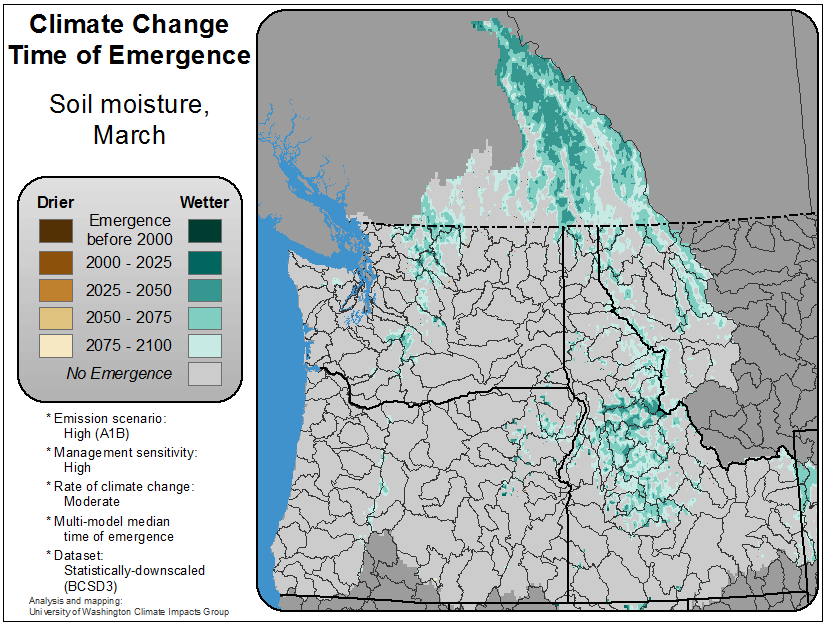 Climate Change
Time of Emergence
Soil moisture,
March
Drier
Wetter
Emergence
before 2000
2000 - 2025
2025 - 2050
2050 - 2075
2075 - 2100
No Emergence
* Emission scenario:
High (A1B)
* Management sensitivity:
High
* Rate of climate change:
Moderate
* Multi-model median
time of emergence
* Dataset:
Statistically-downscaled
(BCSD3)
Analysis and mapping:
University of Washington Climate Impacts Group